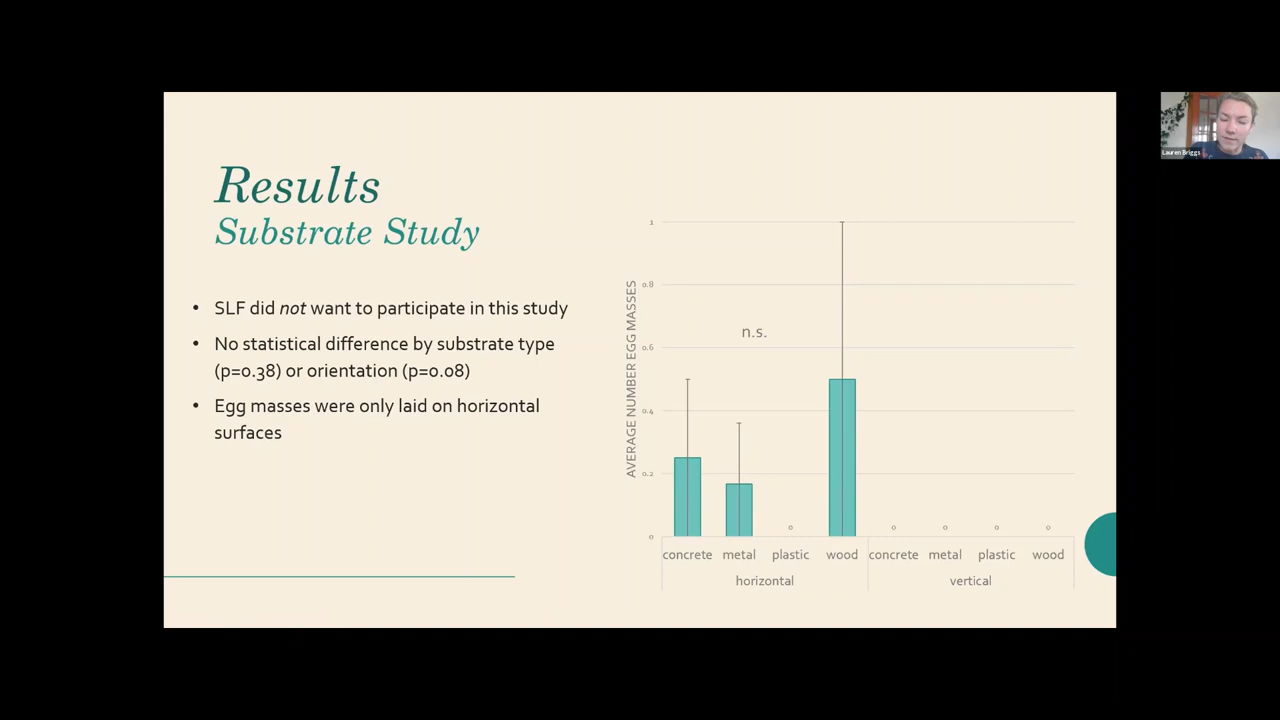 Results
Substrate Study
• SLF did not want to participate in this study
• No statistical difference by substrate type
(p=0.38) or orientation (p=0.08)
• Egg masses were only laid on horizontal
surfaces
AVERAGE NUMBER EGG MASSES
1
0.8
0.6
0.4
0.2
0
n.s.
0 0 0 0 0
concrete metal plastic wood concrete metal plastic wood
horizontal vertical
Lauren Briggs